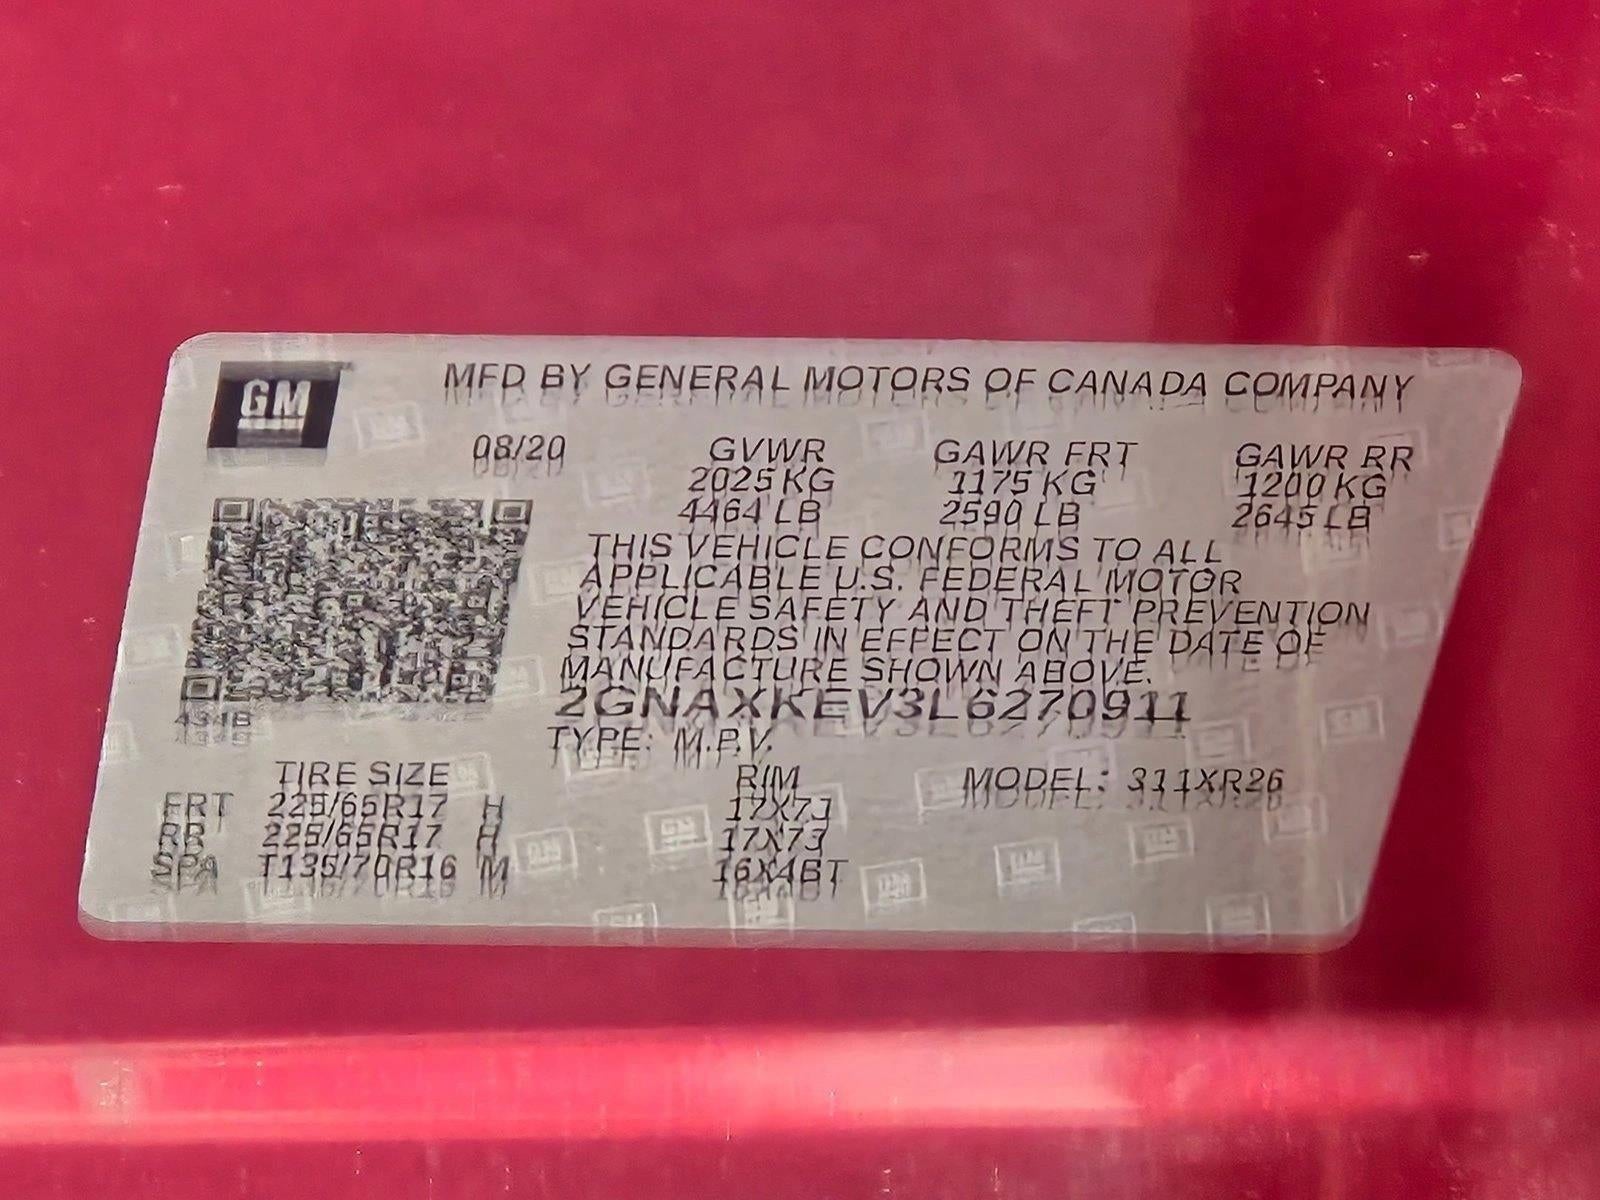 GM
MFD BY GENERAL MOTORS OF CANADA COMPANY
08/20 GVWR GAWR FRT GAWR RR
2025 KG 1175 KG 1200 KG
4464 LB 2590 LB 2645 LB
THIS VEHICLE CONFORMS TO ALL
APPLICABLE U.S. FEDERAL MOTOR
VEHICLE SAFETY AND THEFT PREVENTION
STANDARDS IN EFFECT ON THE DATE OF
MANUFACTURE SHOWN ABOVE.
2GNAXKEV3L6270911
434B
TYPE: M.P.V.
TIRE SIZE RIM MODEL: 311XR26
FRT 225/65R17 H 17X7J
RR 225/65R17 H 17X7J
SPA T135/70R16 M 16X4BT